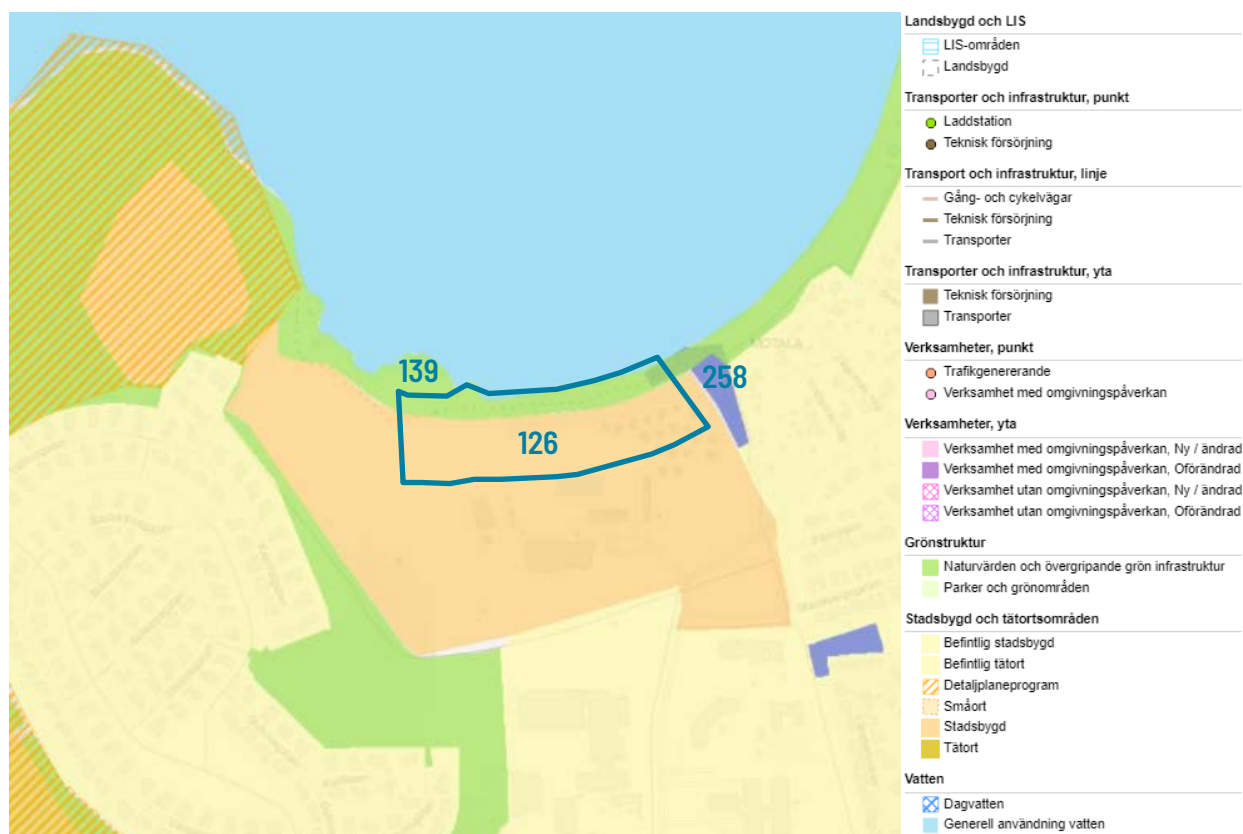 139
258
126
MOTALA
Landsbygd och LIS
LIS-områden
Landsbygd
Transporter och infrastruktur, punkt
Laddstation
Teknisk försörjning
Transport och infrastruktur, linje
Gång- och cykelvägar
Teknisk försörjning
Transporter
Transporter och infrastruktur, yta
Teknisk försörjning
Transporter
Verksamheter, punkt
Trafikgenererande
Verksamhet med omgivningspåverkan
Verksamheter, yta
Verksamhet med omgivningspåverkan, Ny / ändrad
Verksamhet med omgivningspåverkan, Oförändrad
Verksamhet utan omgivningspåverkan, Ny / ändrad
Verksamhet utan omgivningspåverkan, Oförändrad
Grönstruktur
Naturvärden och övergripande grön infrastruktur
Parker och grönområden
Stadsbygd och tätortsområden
Befintlig stadsbygd
Befintlig tätort
Detaljplaneprogram
Småort
Stadsbygd
Tätort
Vatten
Dagvatten
Generell användning vatten